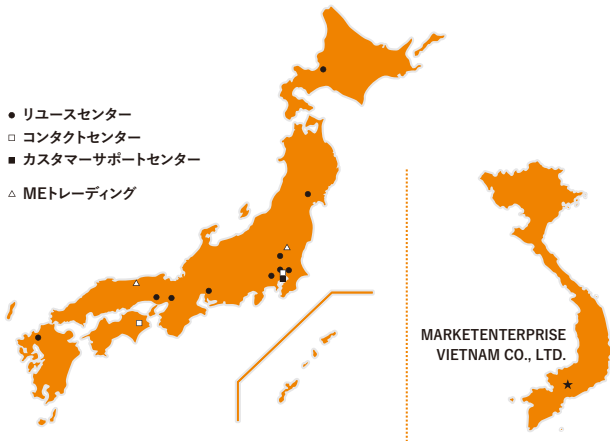 リユースセンター
コンタクトセンター
カスタマーサポートセンター
MEトレーディング
MARKETENTERPRISE
VIETNAM CO., LTD.